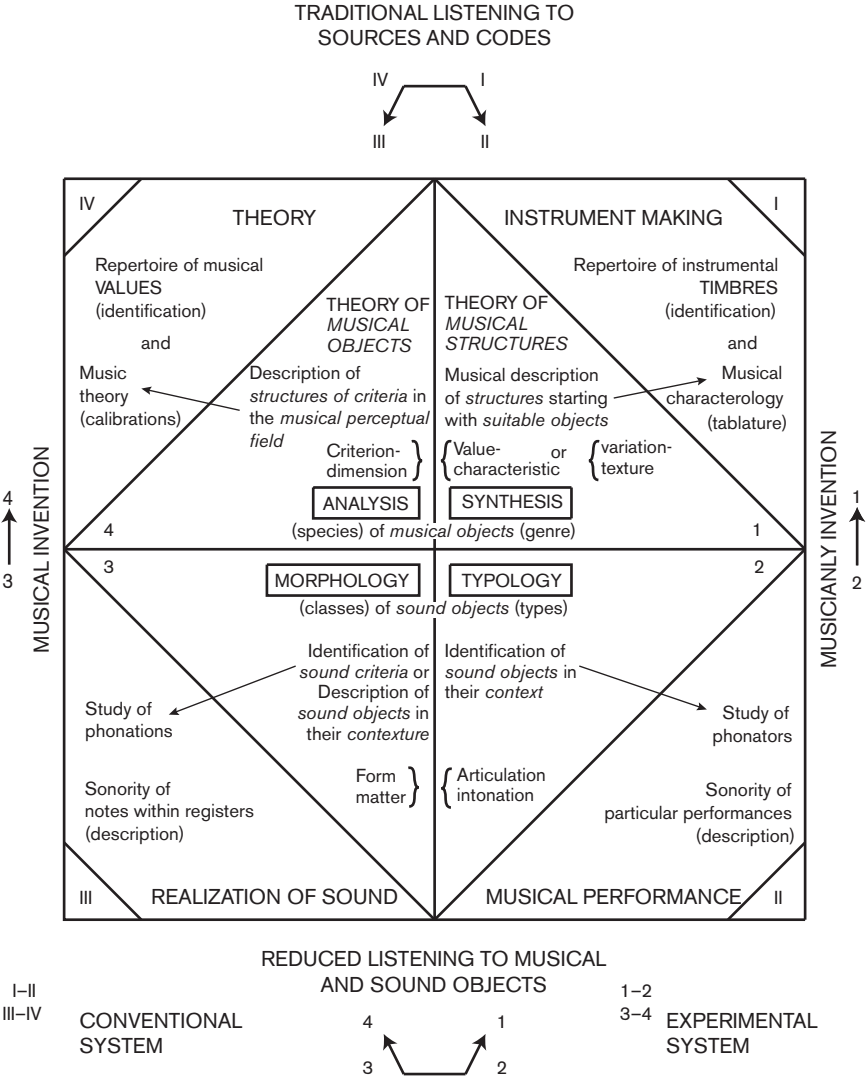 TRADITIONAL LISTENING TO
SOURCES AND CODES
IV I
III II
IV
THEORY
INSTRUMENT MAKING
I
Repertoire of musical
VALUES
(identification)
and
Music
theory
(calibrations)
THEORY OF
MUSICAL
OBJECTS
Description of
structures of criteria in
the musical perceptual
field
Criterion-
dimension }
THEORY OF
MUSICAL
STRUCTURES
Musical description
of structures starting
with suitable objects
{ Value- or
characteristic
{ variation-
texture
Repertoire of instrumental
TIMBRES
(identification)
and
Musical
characterology
(tablature)
ANALYSIS
SYNTHESIS
(species) of musical objects (genre)
4
1
4
3
MUSICAL INVENTION
MUSICIANLY INVENTION
1
2
3
2
MORPHOLOGY
TYPOLOGY
(classes) of sound objects (types)
Identification of
sound criteria or
Description of
sound objects in
their contexture
Identification of
sound objects in
their context
Study of
phonations
Study of
phonators
Form
matter }
{ Articulation
intonation
Sonority of
notes within registers
(description)
Sonority of
particular performances
(description)
III
REALIZATION OF SOUND
MUSICAL PERFORMANCE
II
REDUCED LISTENING TO MUSICAL
AND SOUND OBJECTS
I–II
III–IV
CONVENTIONAL
SYSTEM
4 1
3 2
1–2
3–4
EXPERIMENTAL
SYSTEM